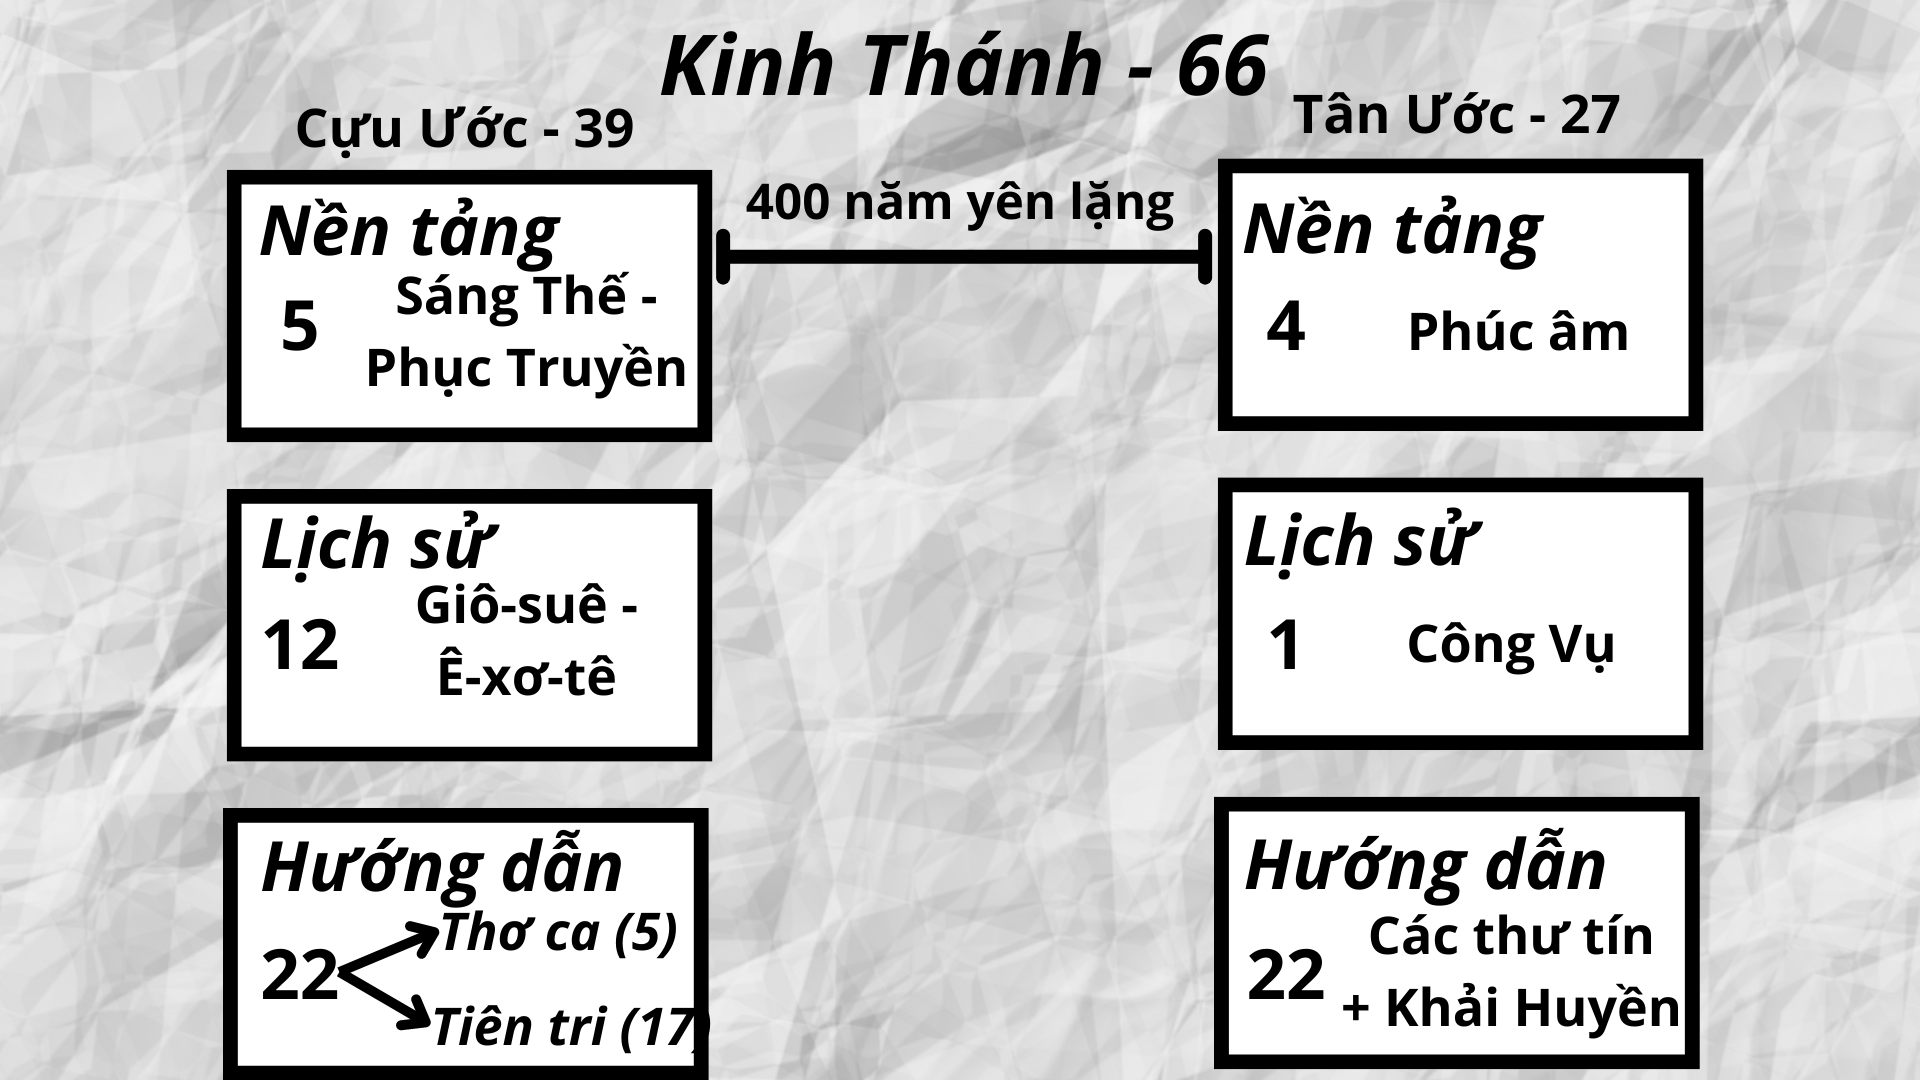 Kinh Thánh - 66
Cựu Ước - 39
Nền tảng
5
Sáng Thế -
Phục Truyền
Lịch sử
12
Giô-suê -
Ê-xơ-tê
Hướng dẫn
22
Thơ ca (5)
Tiên tri (17)
400 năm yên lặng
Tân Ước - 27
Nền tảng
4
Phúc âm
Lịch sử
1
Công Vụ
Hướng dẫn
22
Các thư tín
+ Khải Huyền